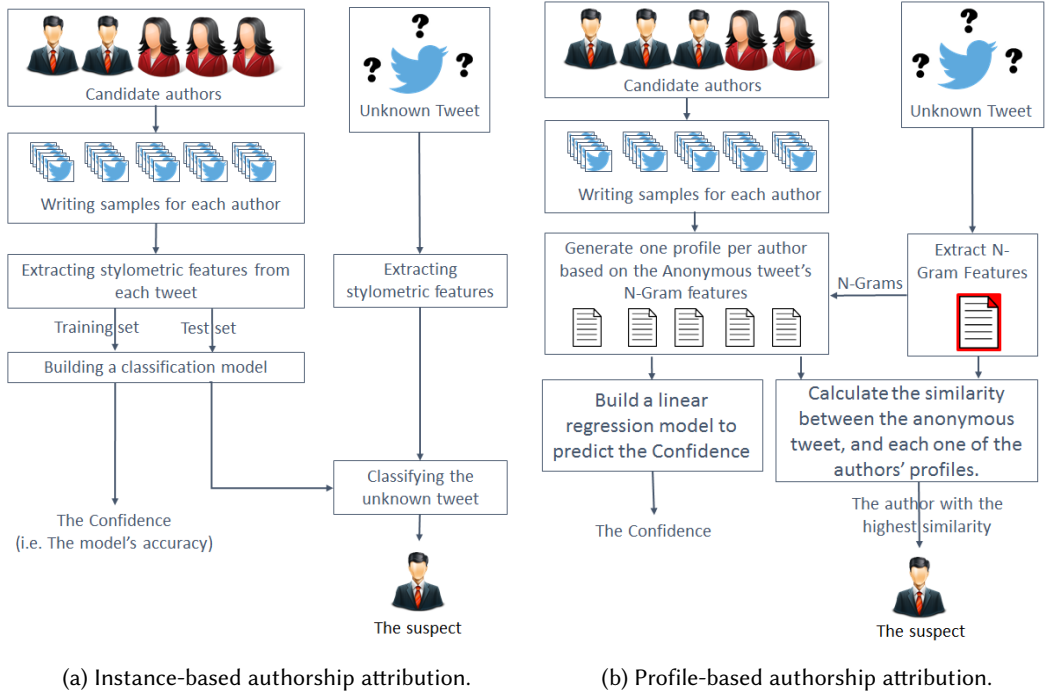 ?
?
?
Candidate authors
Unknown Tweet
Writing samples for each author
Extracting stylometric features from
each tweet
Extracting
stylometric features
Training set
Test set
Building a classification model
Classifying the
unknown tweet
The Confidence
(i.e. The model's accuracy)
The suspect
(a) Instance-based authorship attribution.
?
?
?
Candidate authors
Unknown Tweet
Writing samples for each author
Generate one profile per author
based on the Anonymous tweet's
N-Gram features
N-Grams
Extract N-
Gram Features
Build a linear
regression model to
predict the Confidence
Calculate the similarity
between the anonymous
tweet, and each one of the
authors' profiles.
The Confidence
The author with the
highest similarity
The suspect
(b) Profile-based authorship attribution.